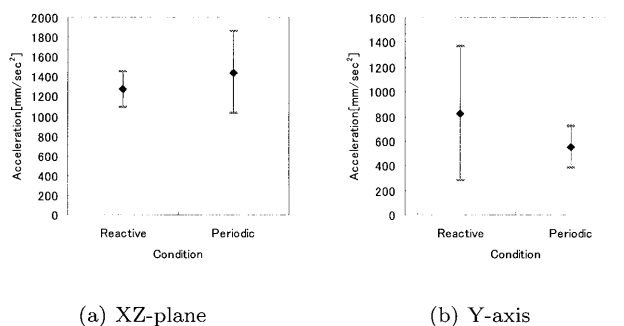 2000
1800
1600
1400
1200
1000
800
600
400
200
0
Acceleration[mm/sec²]
Reactive Periodic
Condition
(a) XZ-plane
1600
1400
1200
1000
800
600
400
200
0
Acceleration[mm/sec²]
Reactive Periodic
Condition
(b) Y-axis